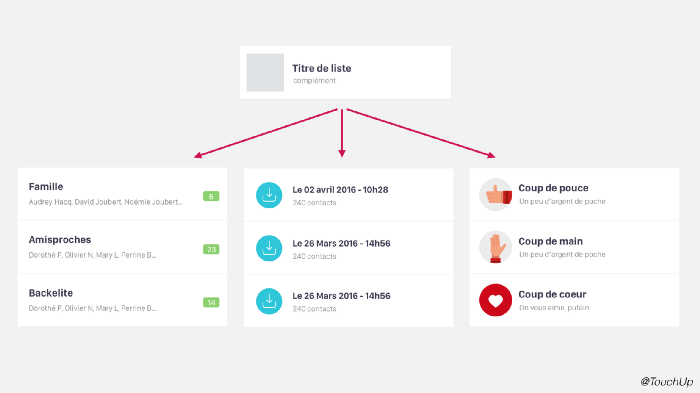 Titre de liste
complément
Famille
Audrey Hacq, David Joubert, Noémie Joubert...
6
Amisproches
Dorothé P, Olivier N, Mary L, Perrine B...
23
Backelite
Dorothé P, Olivier N, Mary L, Perrine B...
14
Le 02 avril 2016 - 10h28
240 contacts
Le 26 Mars 2016 - 14h56
240 contacts
Le 26 Mars 2016 - 14h56
240 contacts
Coup de pouce
Un peu d'argent de poche
Coup de main
Un peu d'argent de poche
Coup de coeur
On vous aime, putain
@TouchUp